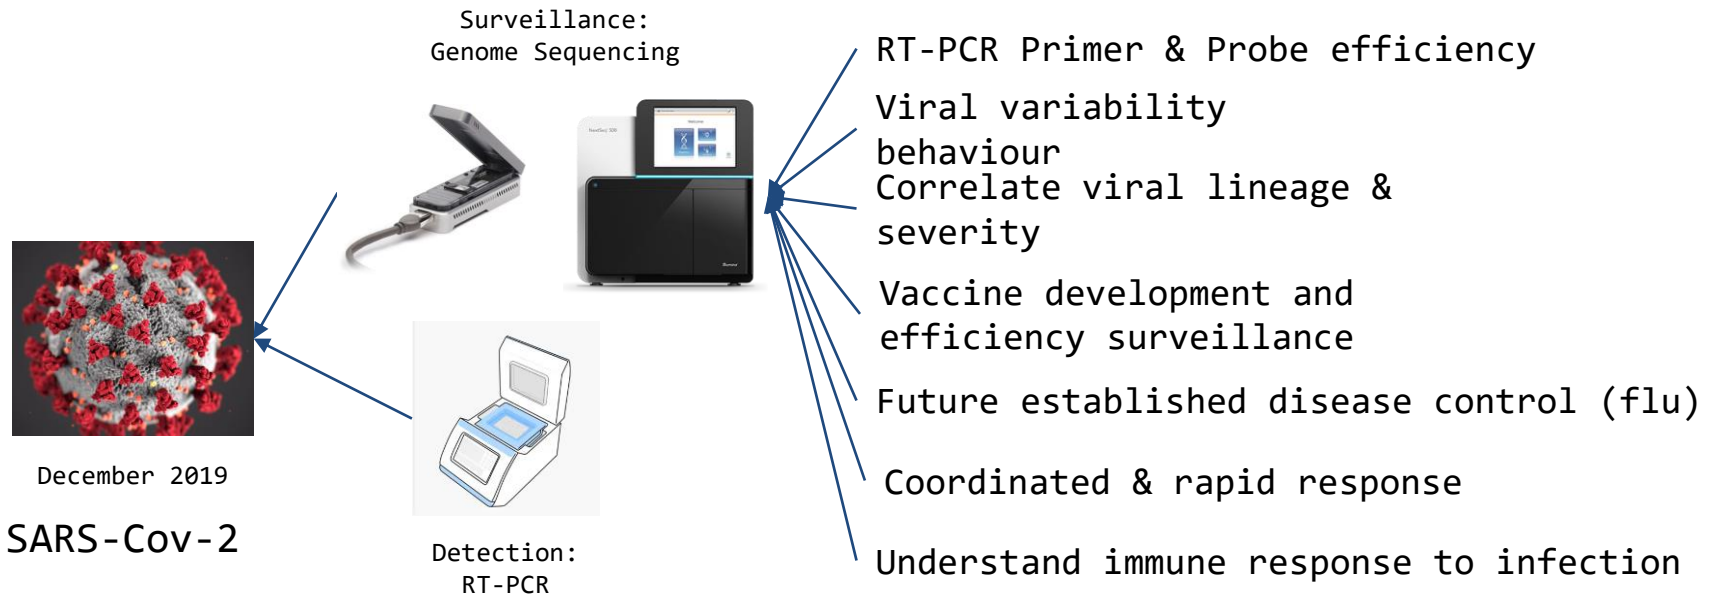 Surveillance:
Genome Sequencing
RT-PCR Primer & Probe efficiency
Viral variability
behaviour
Correlate viral lineage &
severity
Vaccine development and
efficiency surveillance
Future established disease control (flu)
Coordinated & rapid response
Understand immune response to infection
December 2019
SARS-Cov-2
Detection:
RT-PCR